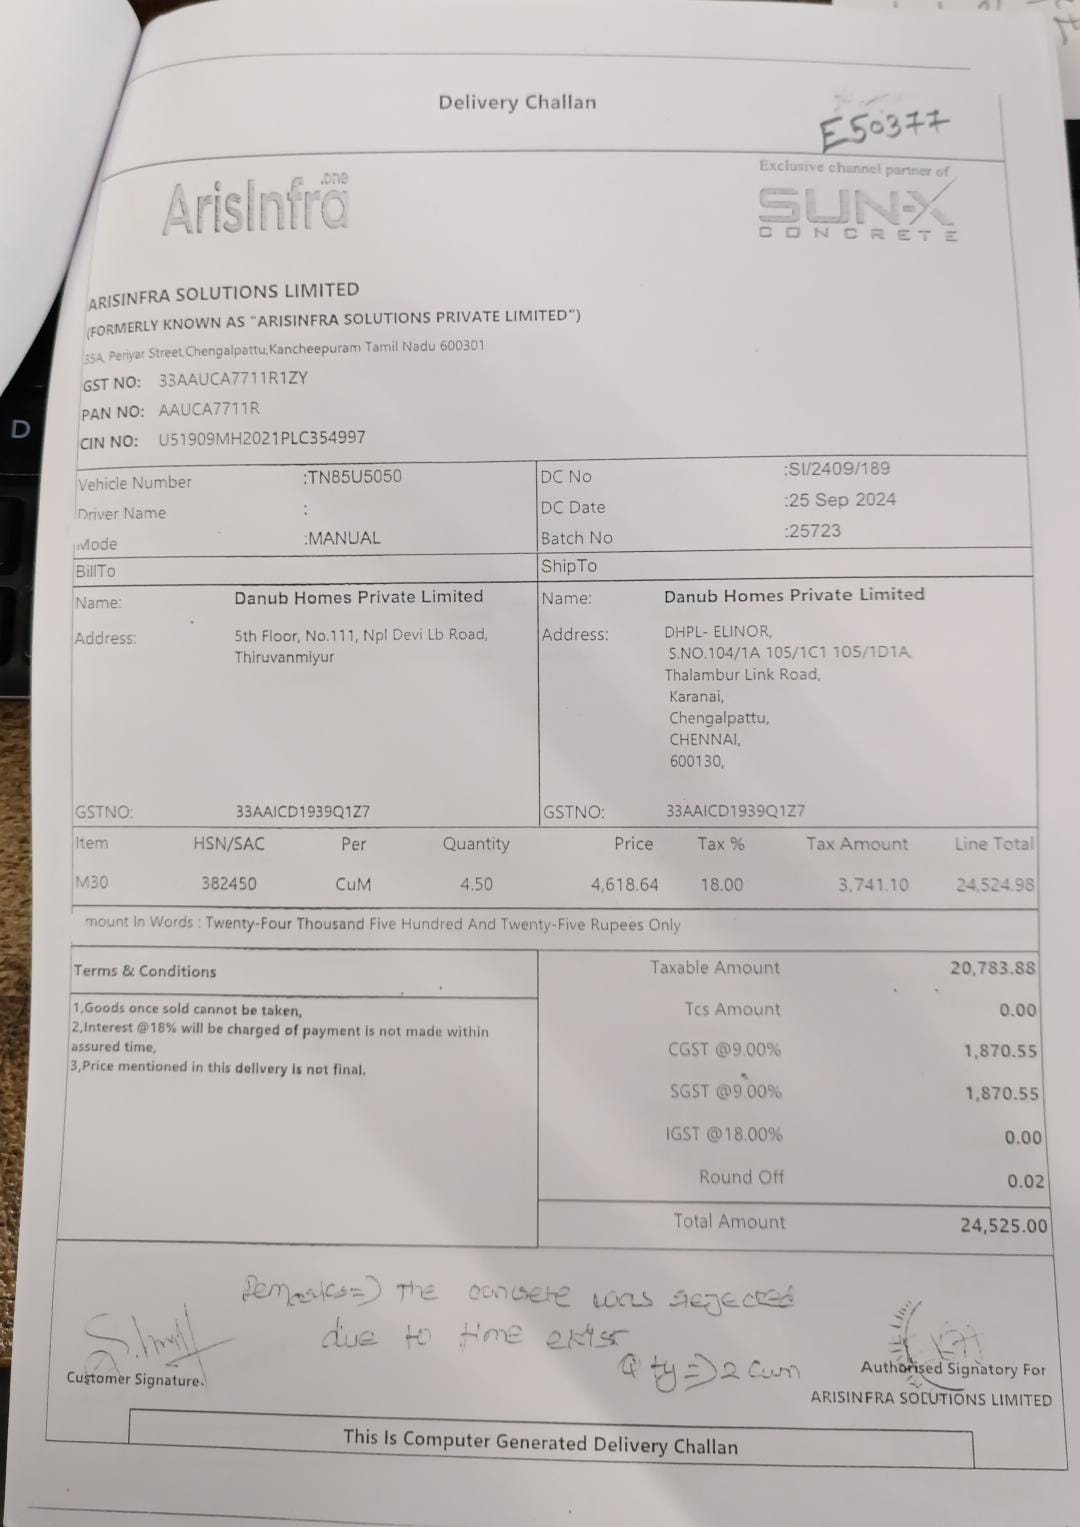 Delivery Challan
E50377
Exclusive channel partner of
ArisInfra
.one
SUN-X
CONCRETE
ARISINFRA SOLUTIONS LIMITED
(FORMERLY KNOWN AS "ARISINFRA SOLUTIONS PRIVATE LIMITED")
35A, Periyar Street,Chengalpattu,Kancheepuram Tamil Nadu 600301
GST NO: 33AAUCA7711R1ZY
PAN NO: AAUCA7711R
CIN NO: U51909MH2021PLC354997
Vehicle Number :TN85U5050 DC No :SI/2409/189
Driver Name : DC Date :25 Sep 2024
Mode :MANUAL Batch No :25723
BillTo ShipTo
Name: Danub Homes Private Limited Name: Danub Homes Private Limited
Address: 5th Floor, No.111, Npl Devi Lb Road, Address: DHPL- ELINOR,
Thiruvanmiyur S.NO.104/1A 105/1C1 105/1D1A,
Thalambur Link Road,
Karanai,
Chengalpattu,
CHENNAI,
600130,
GSTNO: 33AAICD1939Q1Z7 GSTNO: 33AAICD1939Q1Z7
Item HSN/SAC Per Quantity Price Tax % Tax Amount Line Total
M30 382450 CuM 4.50 4,618.64 18.00 3,741.10 24,524.98
mount In Words : Twenty-Four Thousand Five Hundred And Twenty-Five Rupees Only
Terms & Conditions
1,Goods once sold cannot be taken,
2,Interest @18% will be charged of payment is not made within
assured time,
3,Price mentioned in this delivery is not final.
Taxable Amount 20,783.88
Tcs Amount 0.00
CGST @9.00% 1,870.55
SGST @9.00% 1,870.55
IGST @18.00% 0.00
Round Off 0.02
Total Amount 24,525.00
Remarks=> The concrete was rejected
due to time
Qty=>2 Cum
Customer Signature.
Authorised Signatory For
ARISINFRA SOLUTIONS LIMITED
This Is Computer Generated Delivery Challan
D